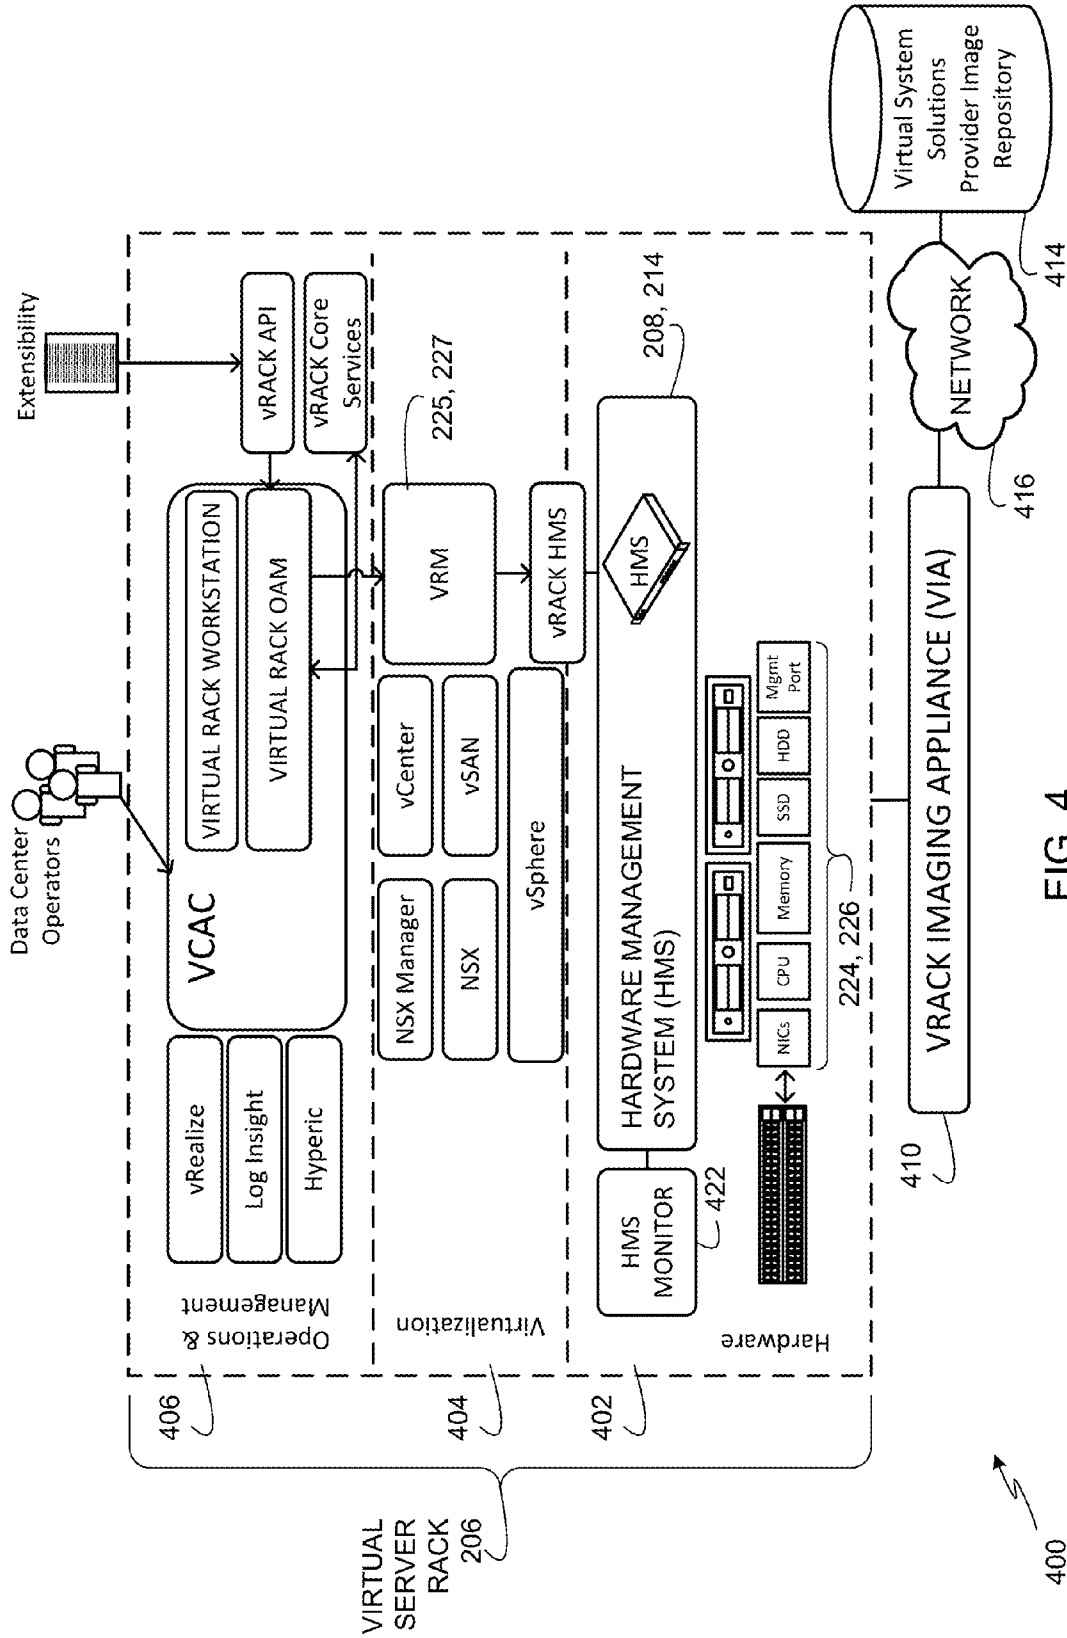 Data Center
Operators
Extensibility
VIRTUAL
SERVER
RACK
206
406
Operations &
Management
vRealize
Log Insight
Hyperic
VCAC
VIRTUAL RACK WORKSTATION
VIRTUAL RACK OAM
vRACK API
vRACK Core
Services
404
Virtualization
NSX Manager
vCenter
NSX
vSAN
vSphere
VRM
225, 227
vRACK HMS
402
Hardware
HMS
MONITOR
422
HARDWARE MANAGEMENT
SYSTEM (HMS)
HMS
208, 214
NICs
CPU
Memory
SSD
HDD
Mgmt
Port
224, 226
410
VRACK IMAGING APPLIANCE (VIA)
NETWORK
416
Virtual System
Solutions
Provider Image
Repository
414
400
FIG. 4